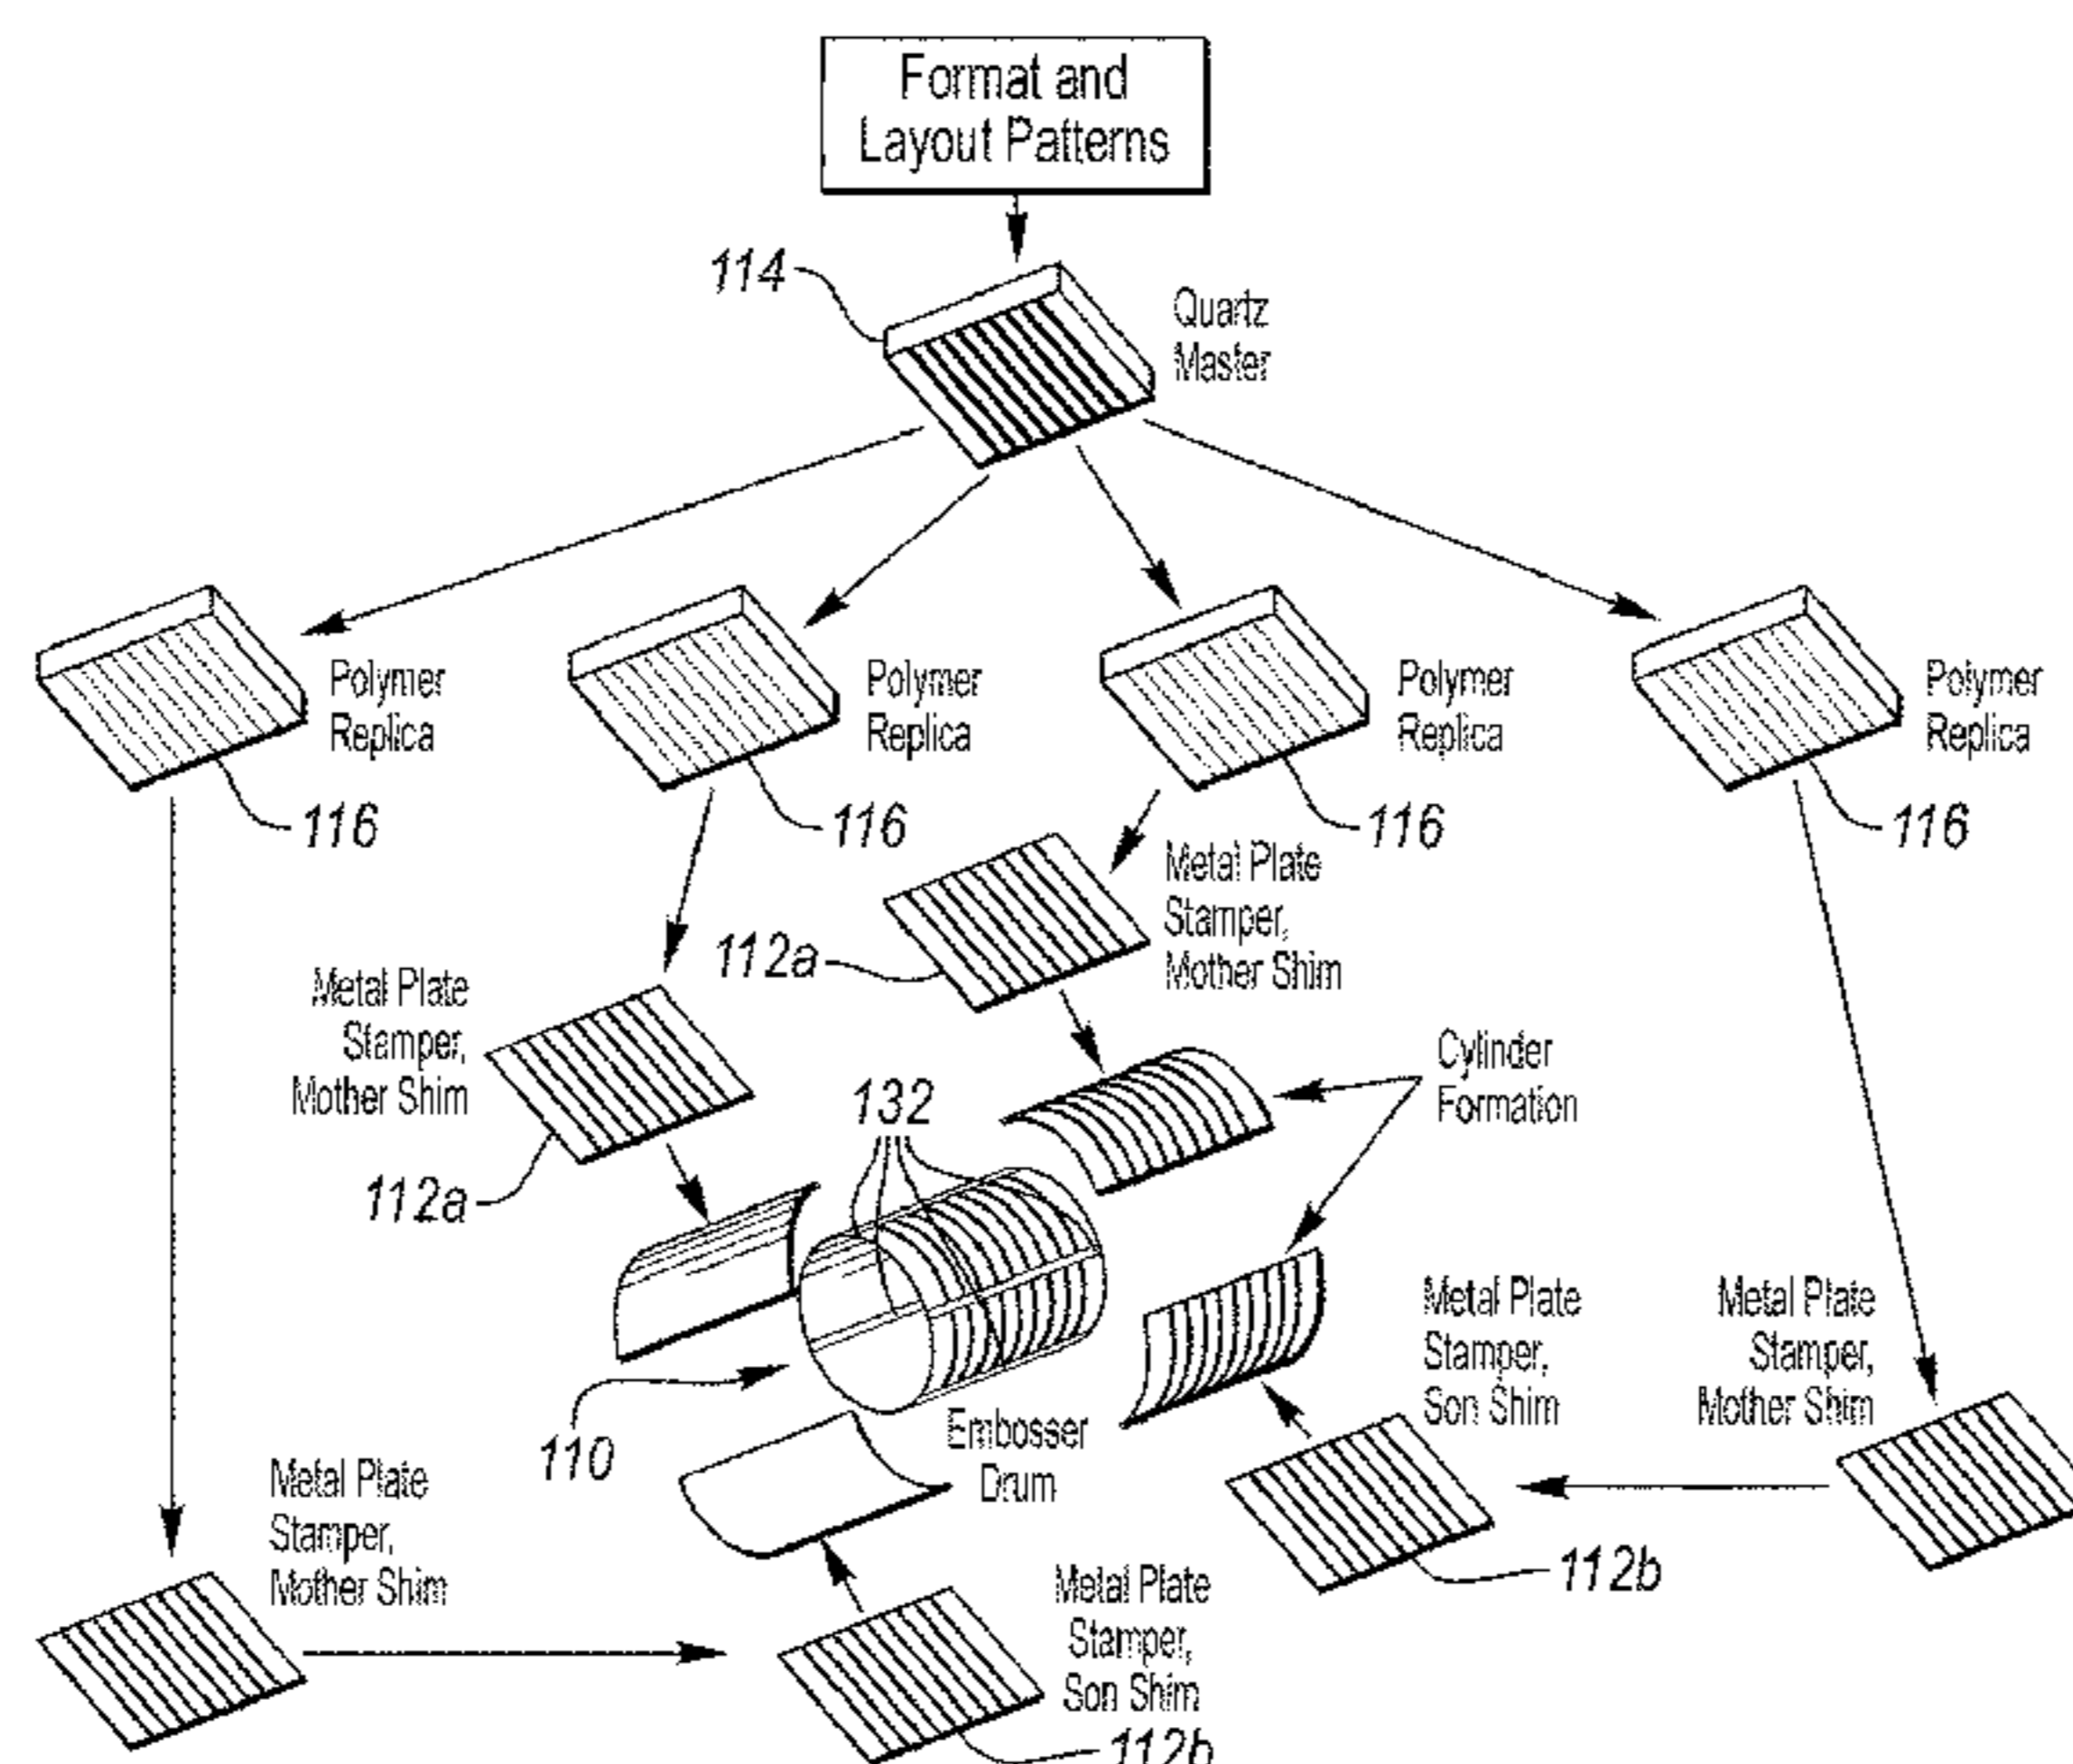 Format and
Layout Patterns
114
Quartz
Master
Polymer
Replica
116
Polymer
Replica
116
Polymer
Replica
116
Polymer
Replica
116
Metal Plate
Stamper,
Mother Shim
112a
Metal Plate
Stamper,
Mother Shim
112a
132
Cylinder
Formation
110
Embosser
Drum
Metal Plate
Stamper,
Son Shim
112b
Metal Plate
Stamper,
Mother Shim
Metal Plate
Stamper,
Mother Shim
Metal Plate
Stamper,
Son Shim
112b